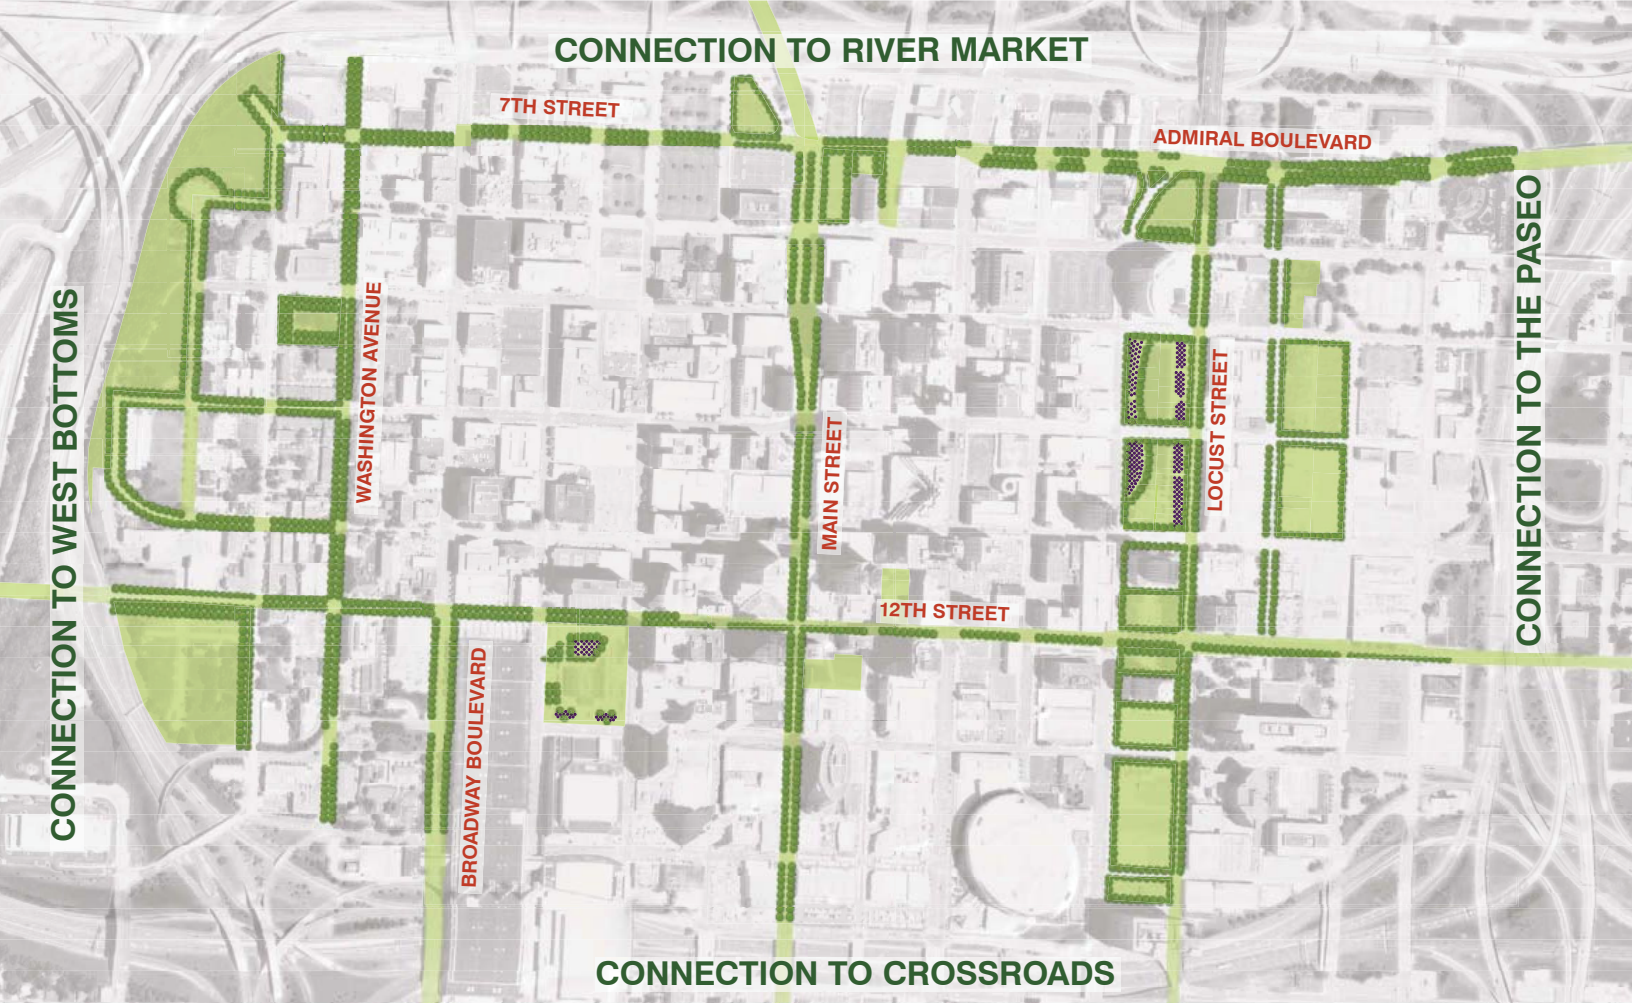 CONNECTION TO RIVER MARKET
7TH STREET
ADMIRAL BOULEVARD
CONNECTION TO WEST BOTTOMS
WASHINGTON AVENUE
MAIN STREET
LOCUST STREET
CONNECTION TO THE PASEO
12TH STREET
BROADWAY BOULEVARD
CONNECTION TO CROSSROADS